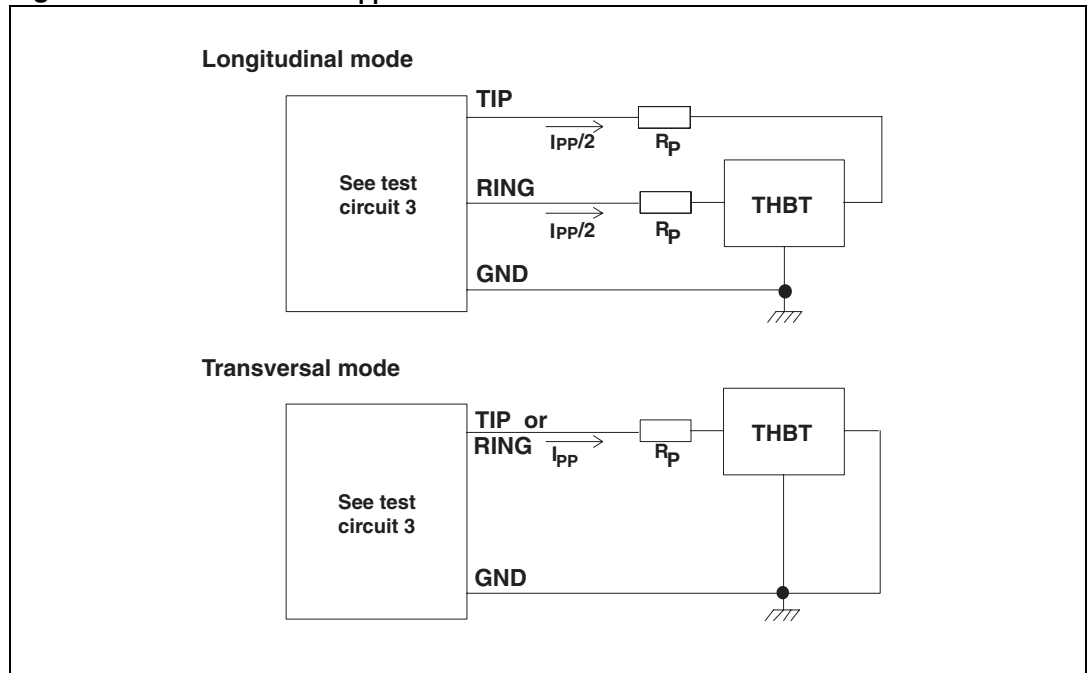 Longitudinal mode
TIP
IPP/2
RP
See test
circuit 3
RING
IPP/2
RP
THBT
GND
Transversal mode
TIP or
RING
IPP
RP
THBT
See test
circuit 3
GND